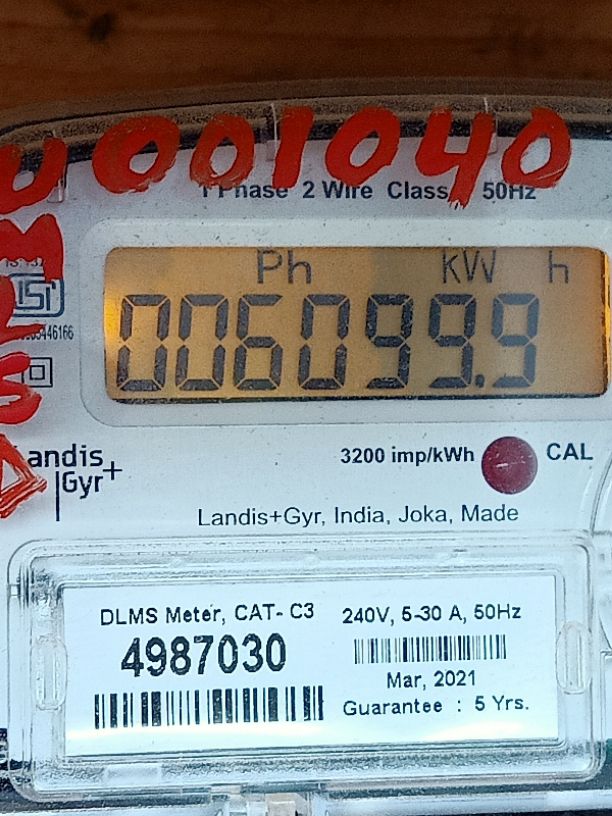 001040
1 Phase 2 Wire Class 50Hz
Ph kW h
006099.9
3200 imp/kWh CAL
Landis
Gyr+
Landis+Gyr, India, Joka, Made
DLMS Meter, CAT- C3
4987030
240V, 5-30 A, 50Hz
Mar, 2021
Guarantee : 5 Yrs.